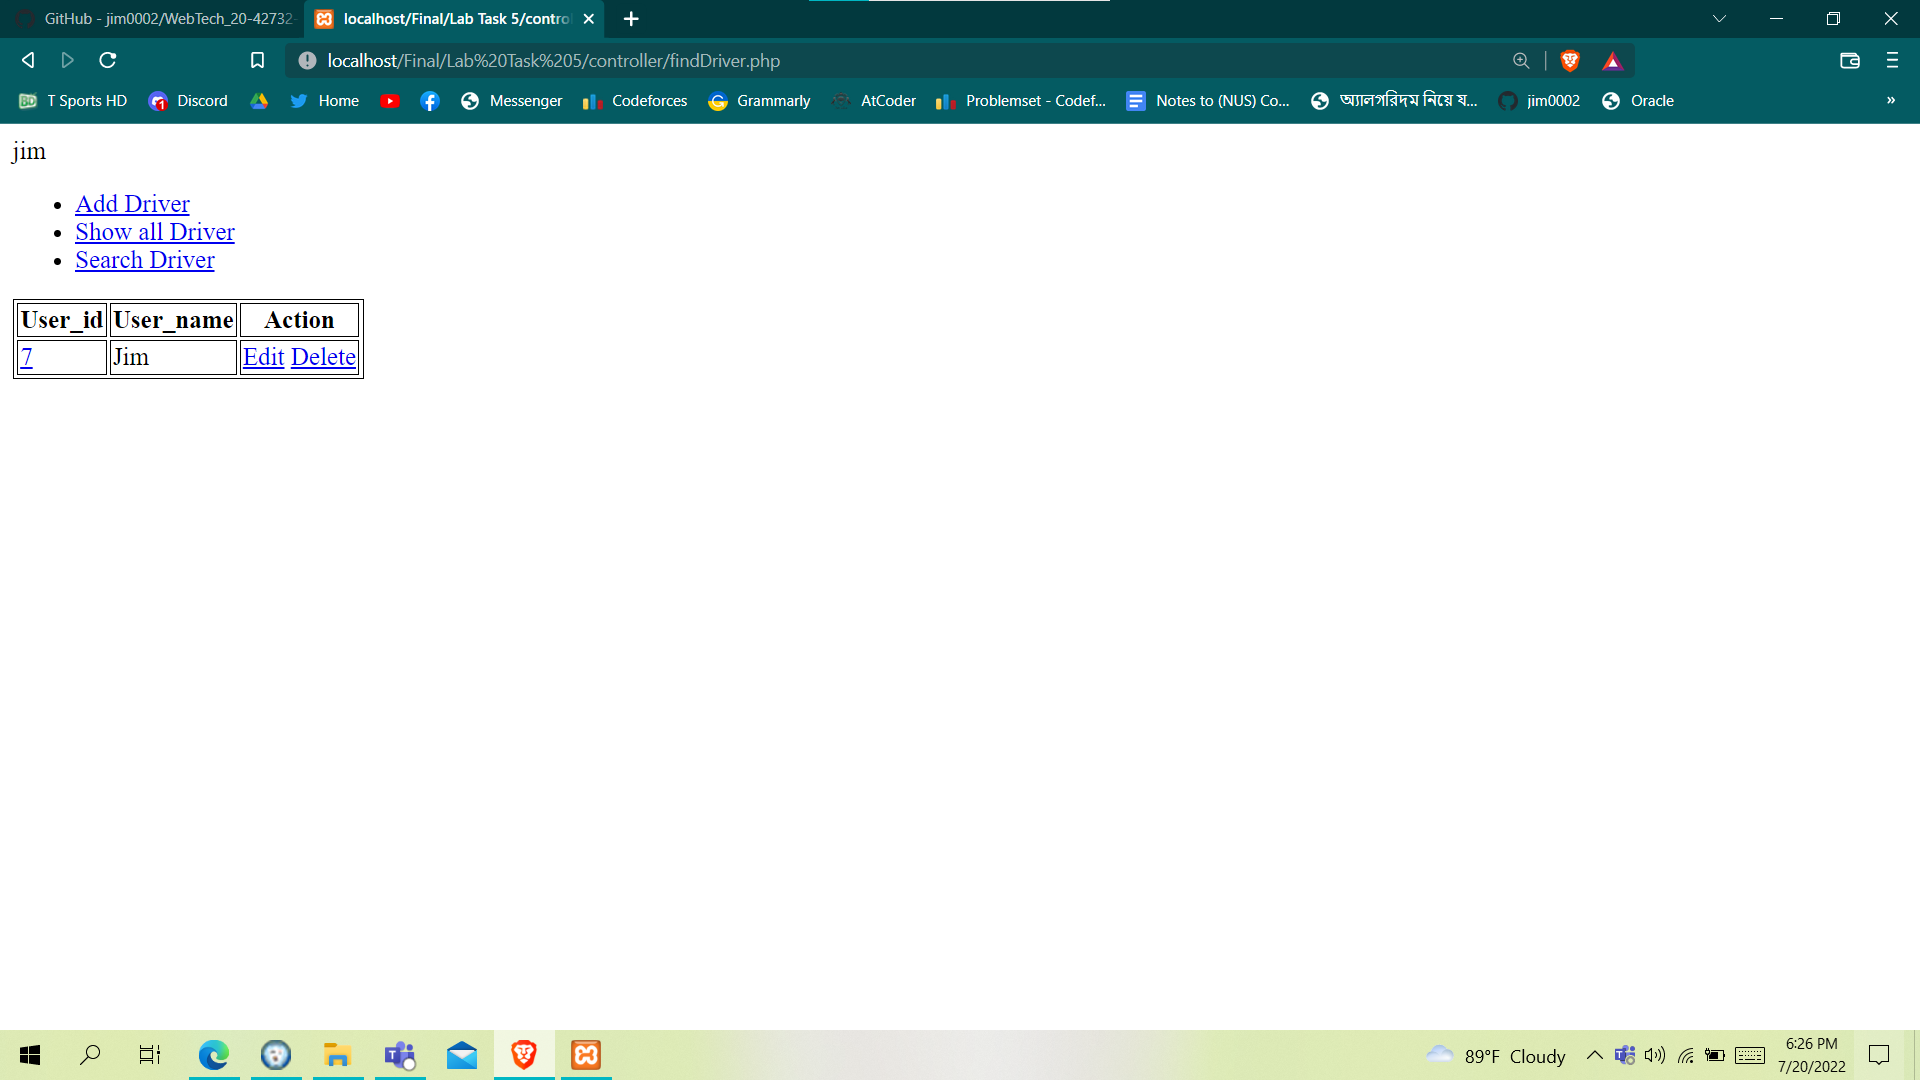 GitHub - jim0002/WebTech_20-42732-
localhost/Final/Lab Task 5/contro
localhost/Final/Lab%20Task%205/controller/findDriver.php
T Sports HD Discord Home Messenger Codeforces Grammarly AtCoder Problemset - Codef... Notes to (NUS) Co... অ্যালগরিদম নিয়ে য... jim0002 Oracle »
jim
Add Driver
Show all Driver
Search Driver
User_id User_name Action
7 Jim Edit Delete
89°F Cloudy
6:26 PM
7/20/2022